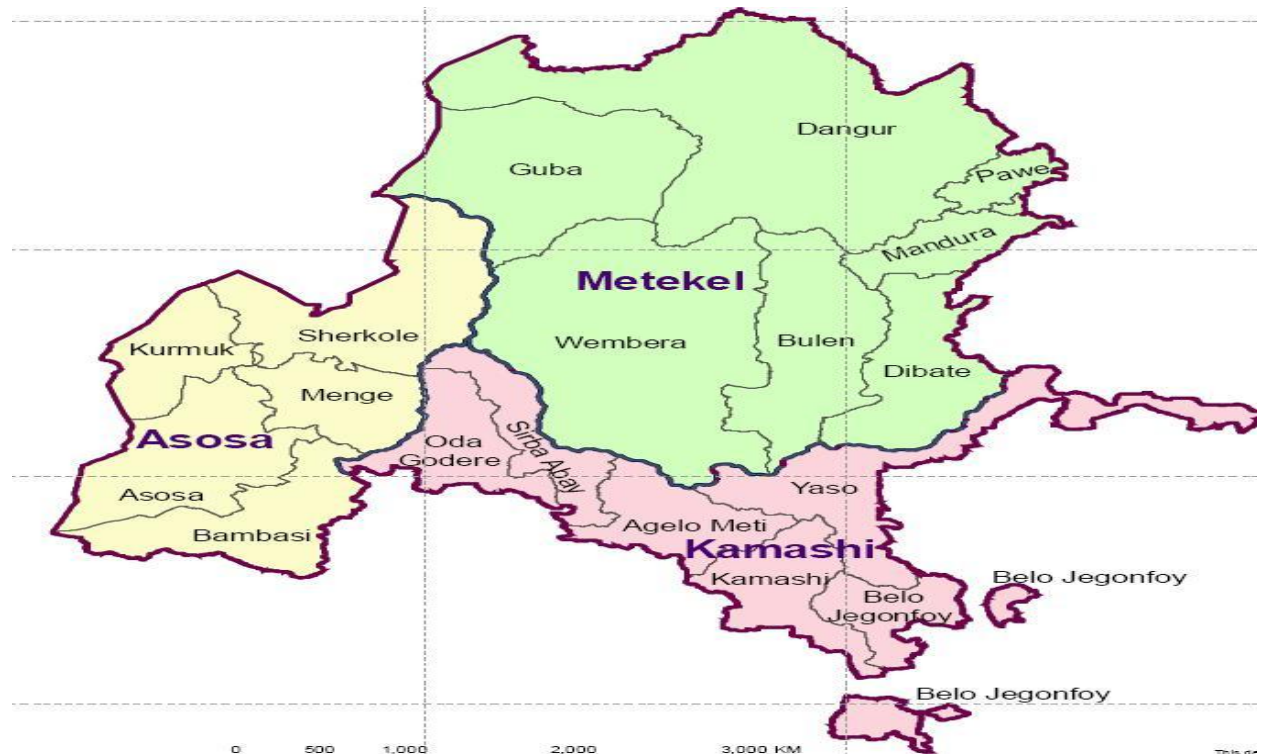 Dangur
Guba
Pawe
Mandura
Metekel
Sherkole
Wembera
Bulen
Kurmuk
Dibate
Menge
Asosa
Oda
Godere
Sirba Abay
Asosa
Yaso
Agelo Meti
Bambasi
Kamashi
Kamashi
Belo Jegonfoy
Belo
Jegonfoy
Belo Jegonfoy
0 500 1,000 2,000 3,000 KM